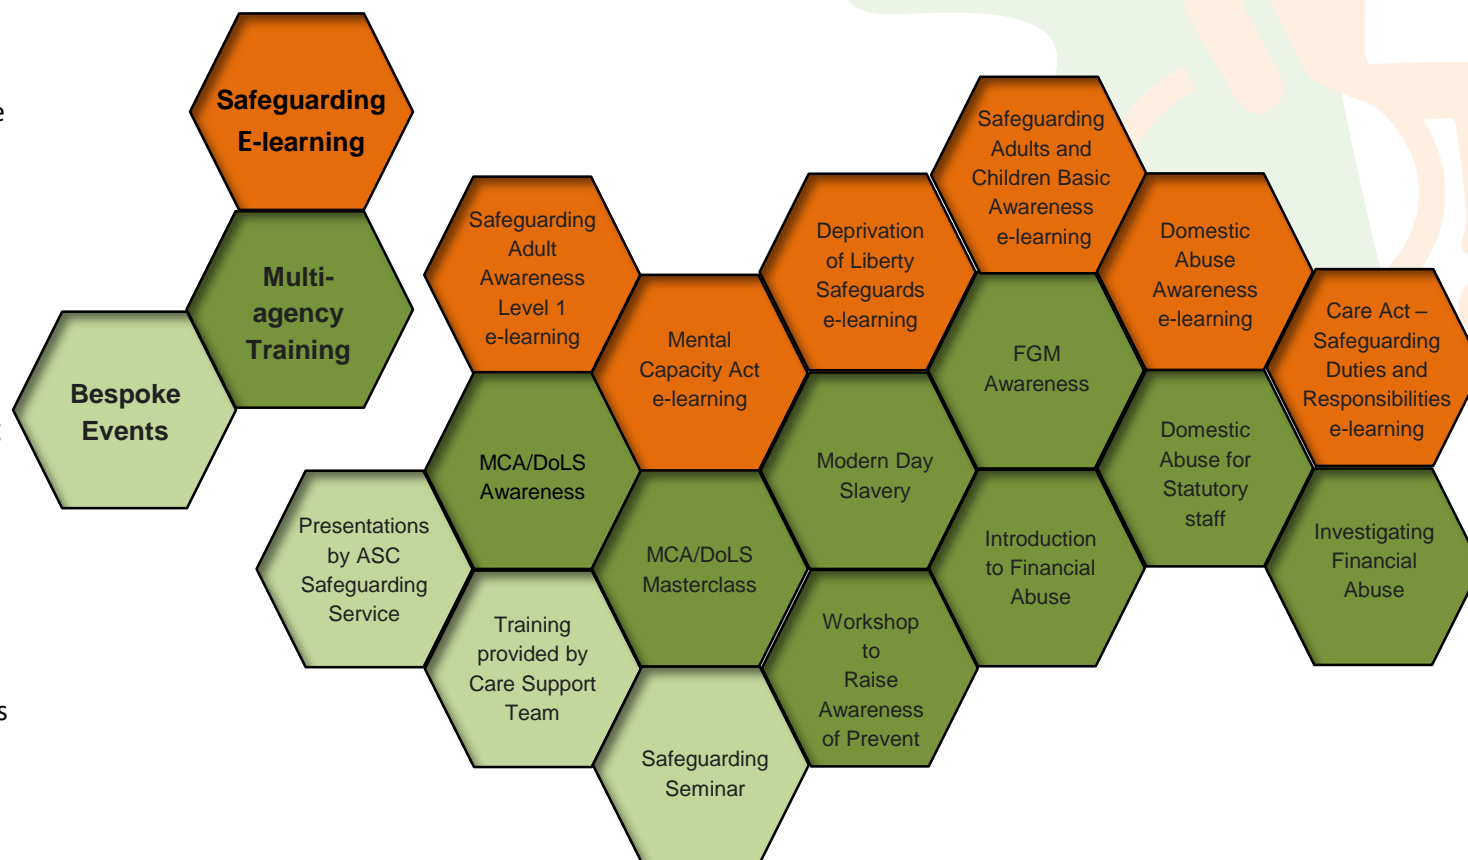 Safeguarding
E-learning
Multi-
agency
Training
Bespoke
Events
Safeguarding
Adult
Awareness
Level 1
e-learning
Mental
Capacity Act
e-learning
Deprivation
of Liberty
Safeguards
e-learning
Safeguarding
Adults and
Children Basic
Awareness
e-learning
Domestic
Abuse
Awareness
e-learning
Care Act –
Safeguarding
Duties and
Responsibilities
e-learning
MCA/DoLS
Awareness
MCA/DoLS
Masterclass
Modern Day
Slavery
FGM
Awareness
Domestic
Abuse for
Statutory
staff
Introduction
to Financial
Abuse
Investigating
Financial
Abuse
Workshop
to
Raise
Awareness
of Prevent
Presentations
by ASC
Safeguarding
Service
Training
provided by
Care Support
Team
Safeguarding
Seminar